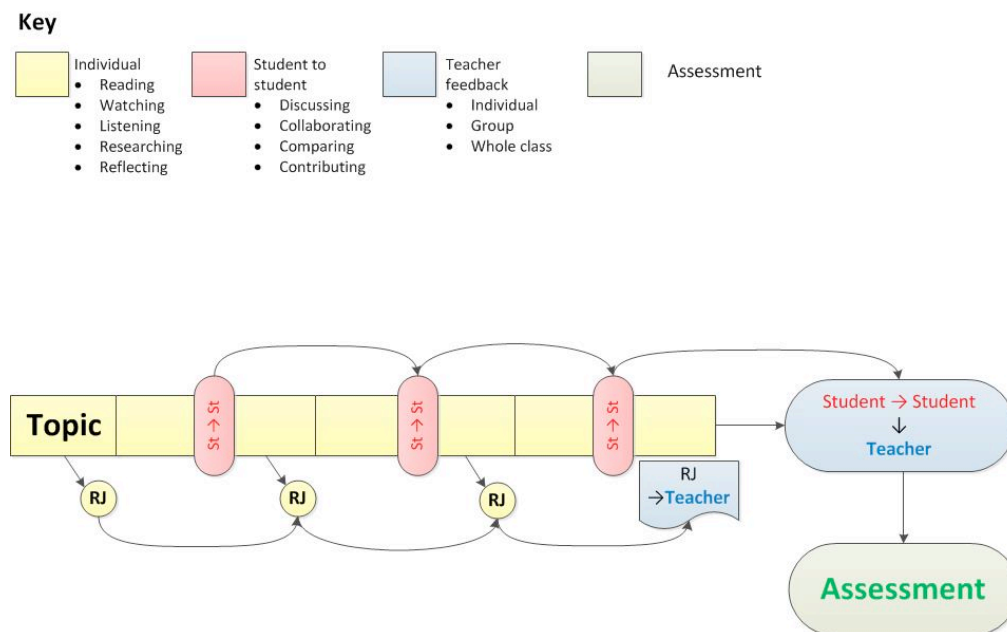 Key
Individual
• Reading
• Watching
• Listening
• Researching
• Reflecting
Student to
student
• Discussing
• Collaborating
• Comparing
• Contributing
Teacher
feedback
• Individual
• Group
• Whole class
Assessment
Topic
St → St
St → St
St → St
RJ
RJ
RJ
RJ
→Teacher
Student → Student
↓
Teacher
Assessment